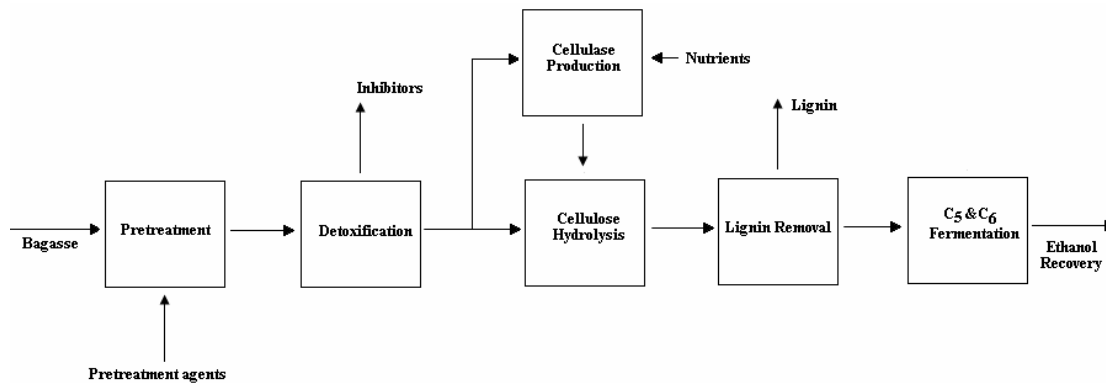 Cellulase
Production
Nutrients
Inhibitors
Lignin
Bagasse
Pretreatment
Detoxification
Cellulose
Hydrolysis
Lignin Removal
C5 & C6
Fermentation
Ethanol
Recovery
Pretreatment agents